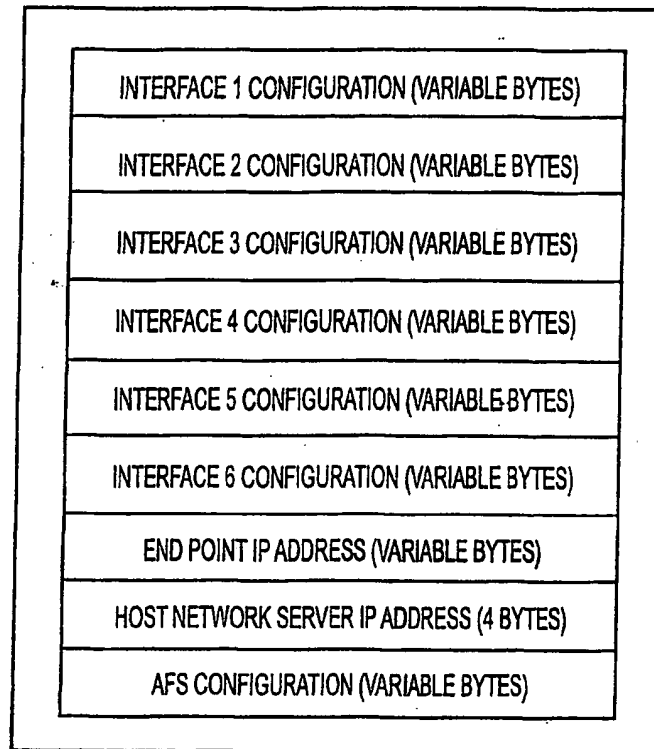 INTERFACE 1 CONFIGURATION (VARIABLE BYTES)
INTERFACE 2 CONFIGURATION (VARIABLE BYTES)
INTERFACE 3 CONFIGURATION (VARIABLE BYTES)
INTERFACE 4 CONFIGURATION (VARIABLE BYTES)
INTERFACE 5 CONFIGURATION (VARIABLE BYTES)
INTERFACE 6 CONFIGURATION (VARIABLE BYTES)
END POINT IP ADDRESS (VARIABLE BYTES)
HOST NETWORK SERVER IP ADDRESS (4 BYTES)
AFS CONFIGURATION (VARIABLE BYTES)